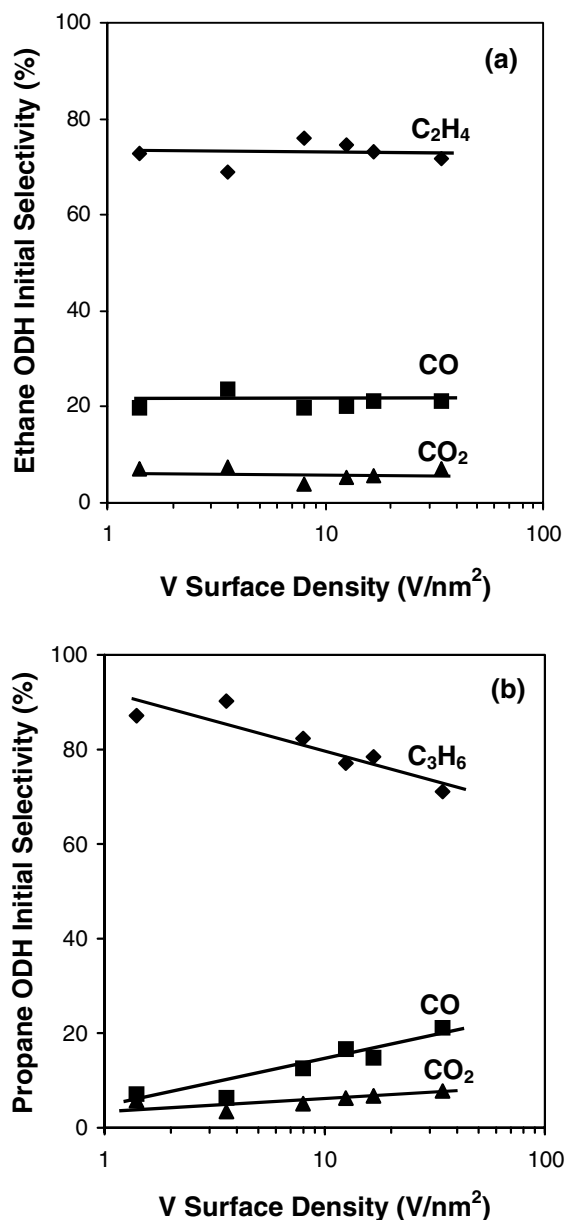 Ethane ODH Initial Selectivity (%)
100
80
60
40
20
0
(a)
C₂H₄
CO
CO₂
1
10
100
V Surface Density (V/nm²)
Propane ODH Initial Selectivity (%)
100
80
60
40
20
0
(b)
C₃H₆
CO
CO₂
1
10
100
V Surface Density (V/nm²)